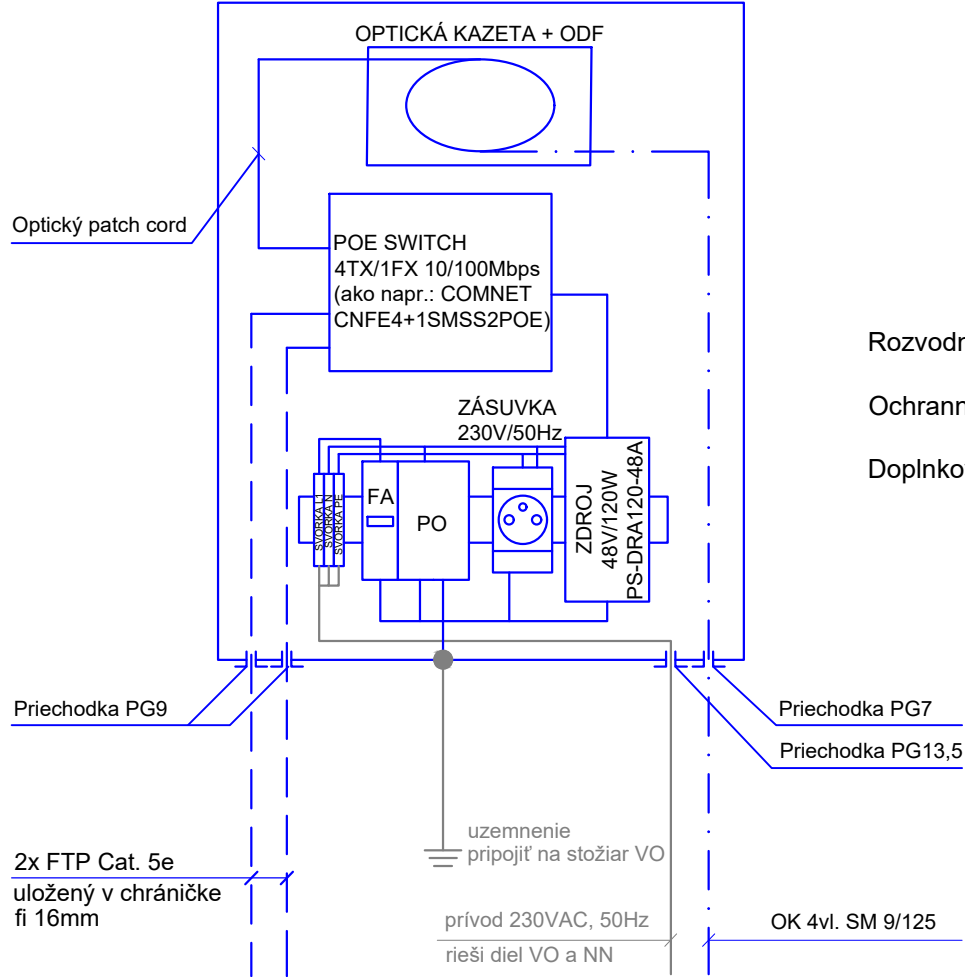 OPTICKÁ KAZETA + ODF
Optický patch cord
POE SWITCH
4TX/1FX 10/100Mbps
(ako napr.: COMNET
CNFE4+1SMSS2POE)
Rozvodn
Ochrann
Doplnko
ZÁSUVKA
230V/50Hz
SVORKA L1
SVORKA N
SVORKA PE
FA
PO
ZDROJ
48V/120W
PS-DRA120-48A
Priechodka PG9
Priechodka PG7
Priechodka PG13,5
uzemnenie
pripojiť na stožiar VO
2x FTP Cat. 5e
uložený v chráničke
fi 16mm
prívod 230VAC, 50Hz
rieši diel VO a NN
OK 4vl. SM 9/125